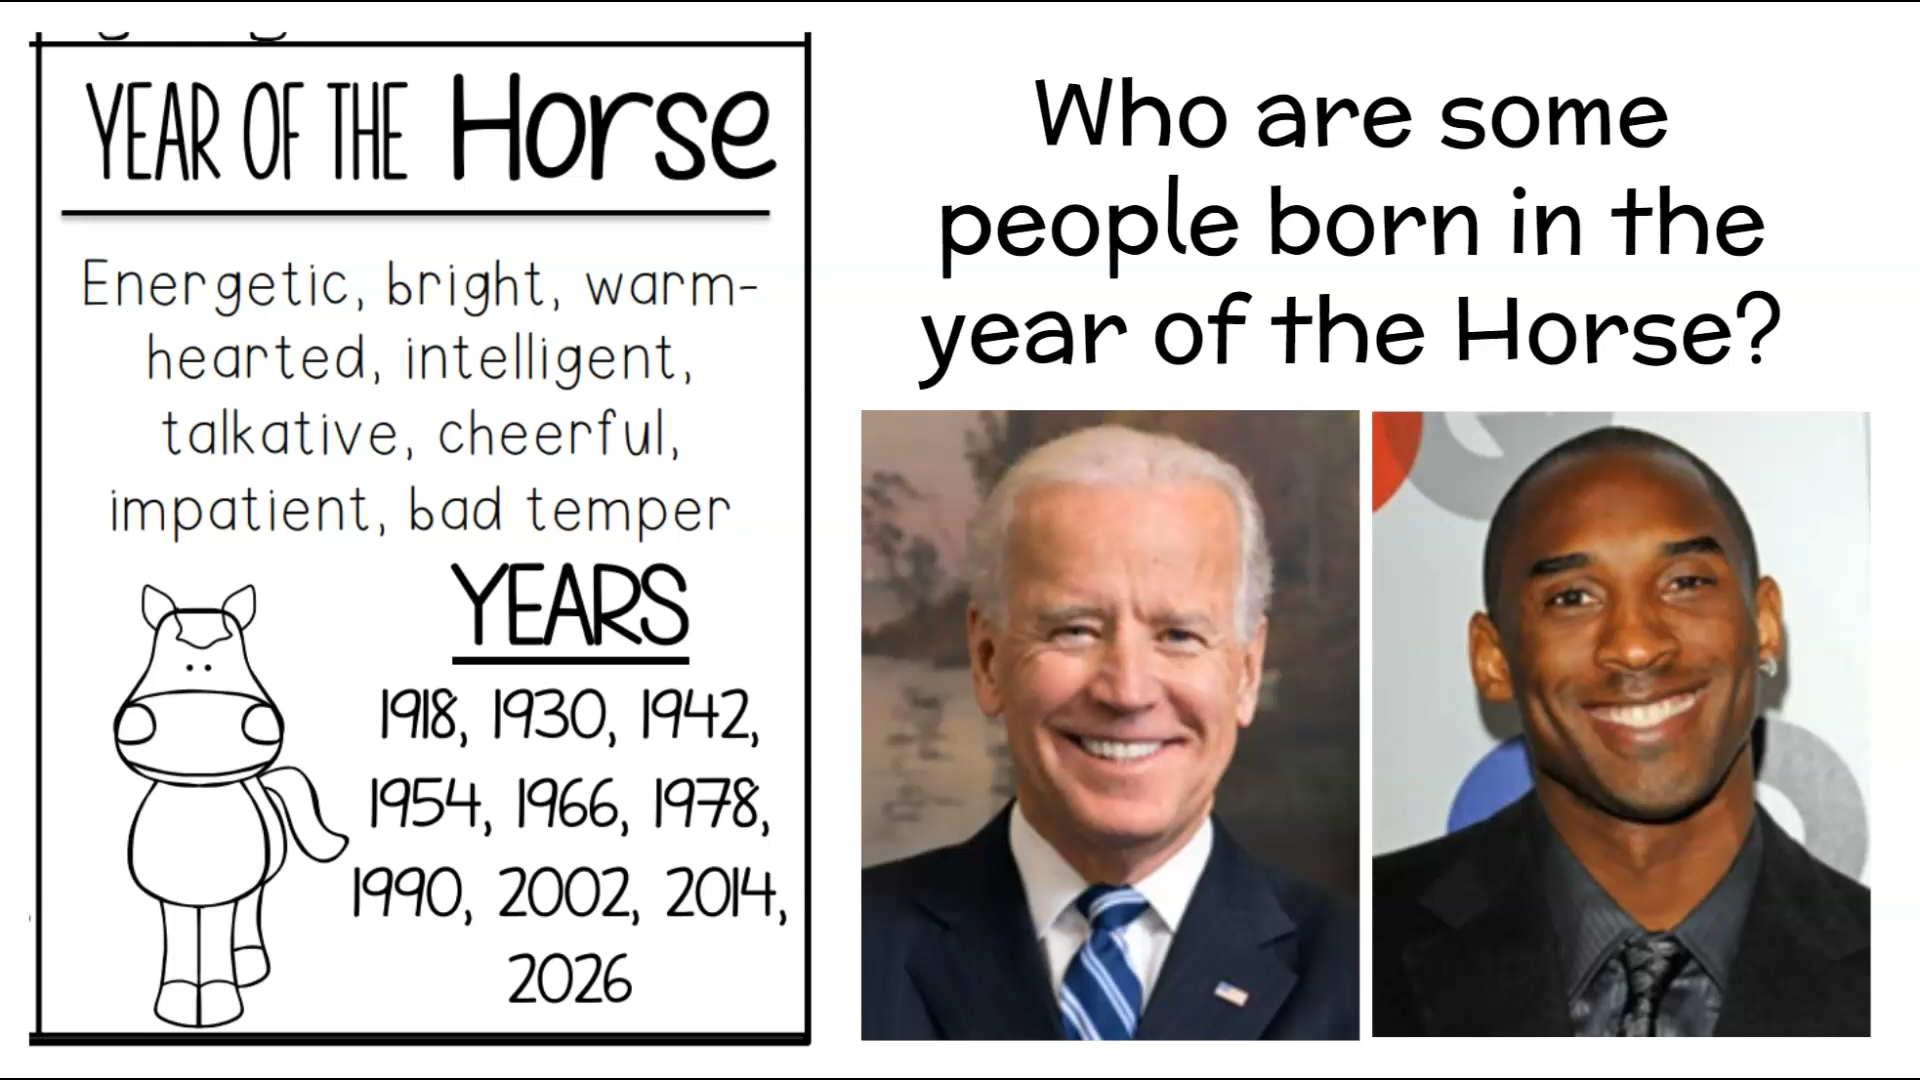 YEAR OF THE Horse
Energetic, bright, warm-
hearted, intelligent,
talkative, cheerful,
impatient, bad temper
YEARS
1918, 1930, 1942,
1954, 1966, 1978,
1990, 2002, 2014,
2026
Who are some
people born in the
year of the Horse?